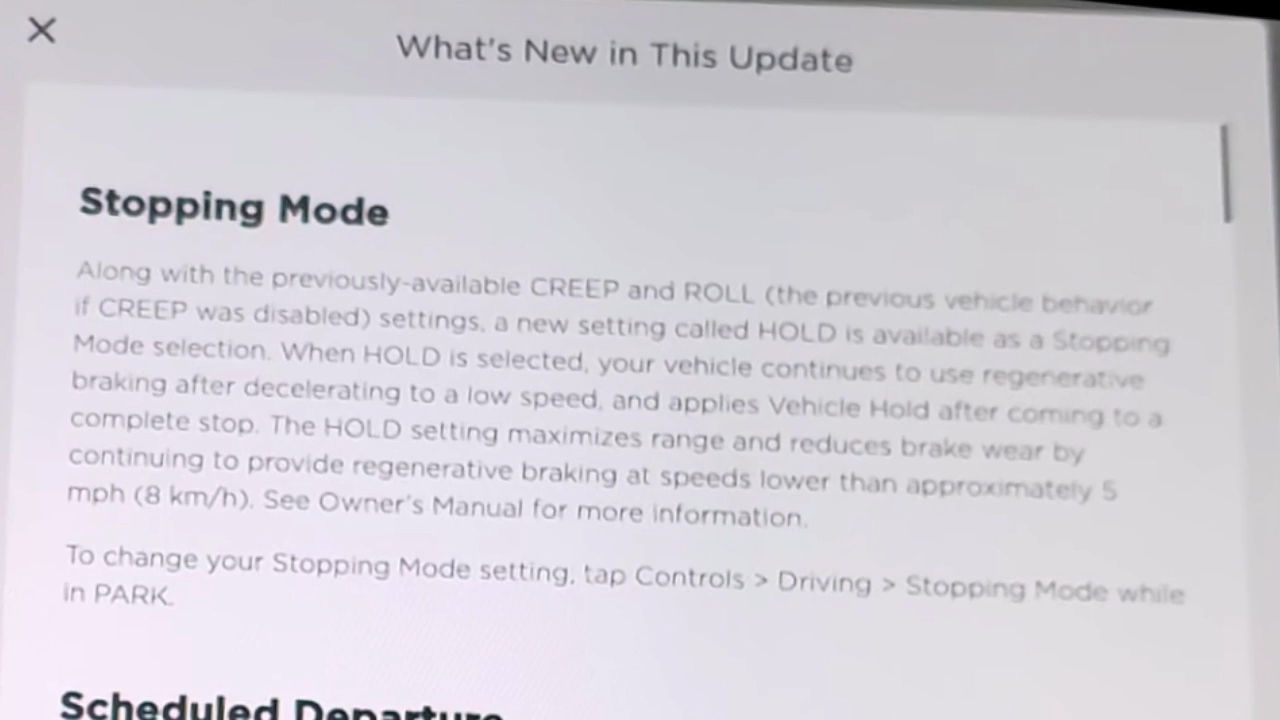 What's New in This Update
Stopping Mode
Along with the previously-available CREEP and ROLL (the previous vehicle behavior
if CREEP was disabled) settings, a new setting called HOLD is available as a Stopping
Mode selection. When HOLD is selected, your vehicle continues to use regenerative
braking after decelerating to a low speed, and applies Vehicle Hold after coming to a
complete stop. The HOLD setting maximizes range and reduces brake wear by
continuing to provide regenerative braking at speeds lower than approximately 5
mph (8 km/h). See Owner's Manual for more information.
To change your Stopping Mode setting, tap Controls > Driving > Stopping Mode while
in PARK.
Scheduled Departure